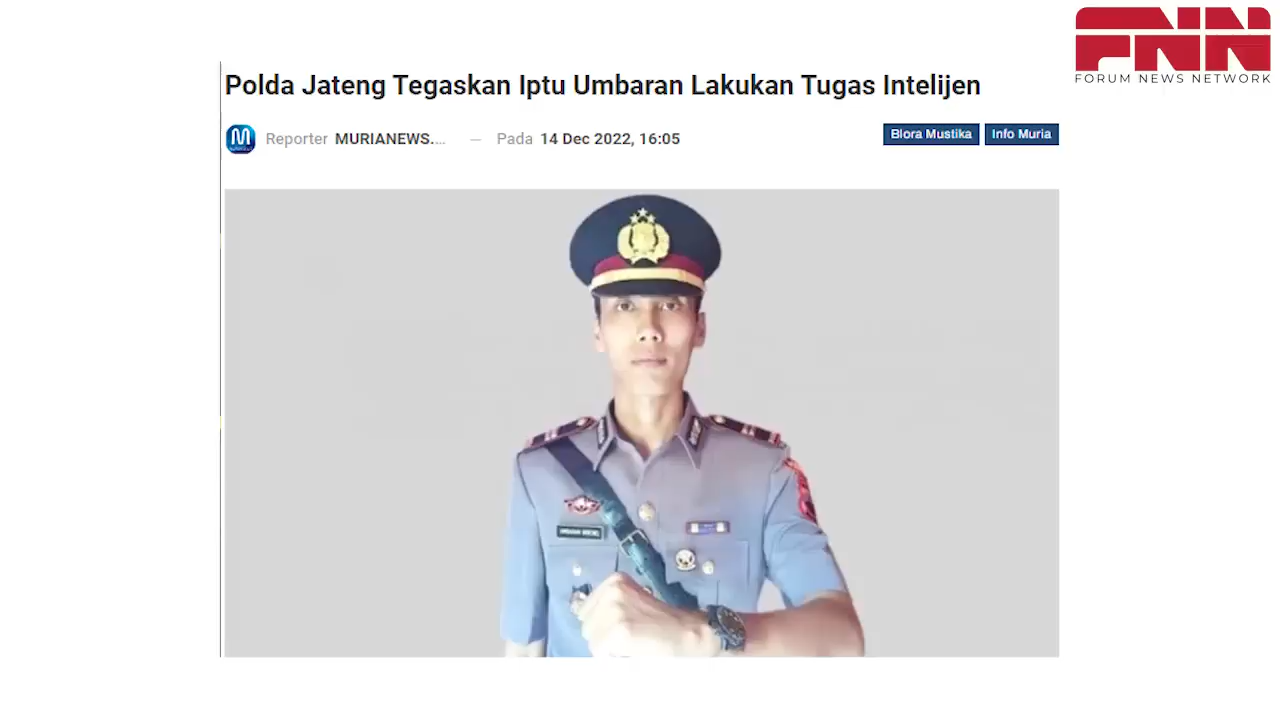 FNN
FORUM NEWS NETWORK
Polda Jateng Tegaskan Iptu Umbaran Lakukan Tugas Intelijen
Reporter MURIANEWS.... — Pada 14 Dec 2022, 16:05
Blora Mustika Info Muria